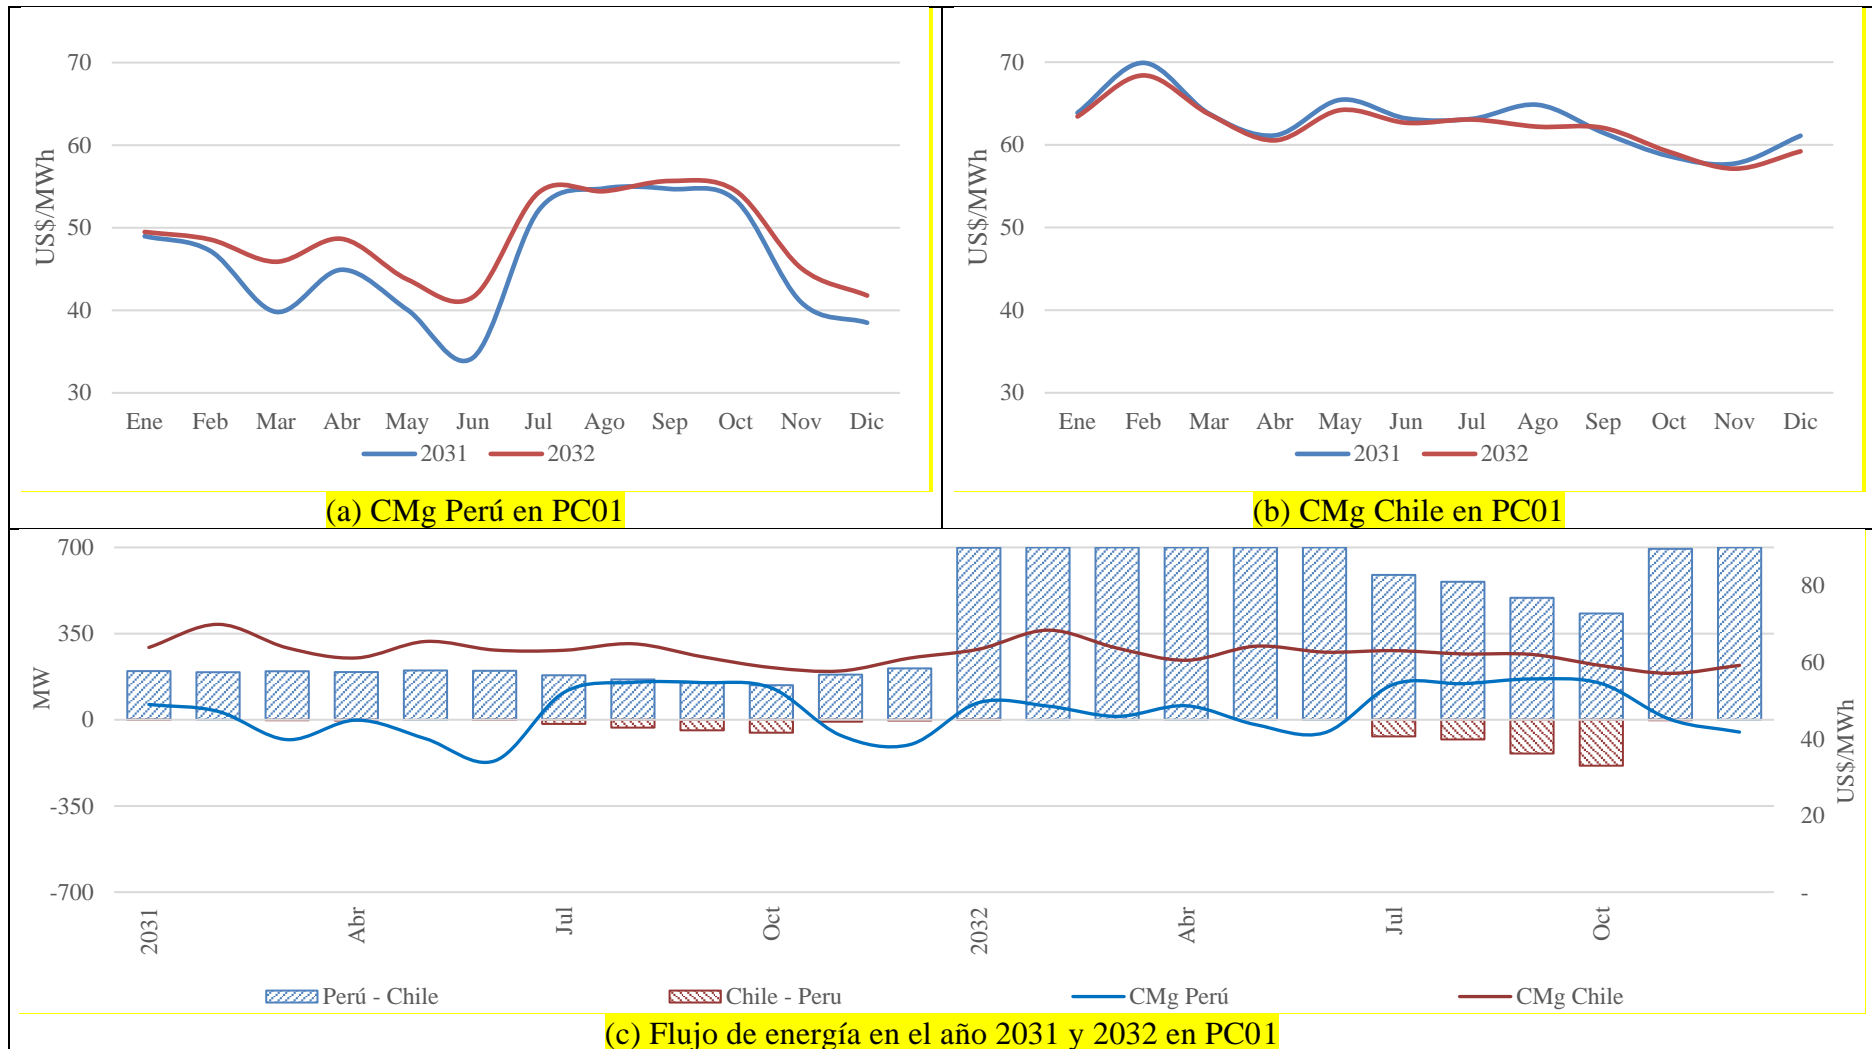 70
60
50
40
30
US$/MWh
Ene Feb Mar Abr May Jun Jul Ago Sep Oct Nov Dic
2031 2032
(a) CMg Perú en PC01
70
60
50
40
30
US$/MWh
Ene Feb Mar Abr May Jun Jul Ago Sep Oct Nov Dic
2031 2032
(b) CMg Chile en PC01
700
350
0
-350
-700
MW
80
60
40
20
-
US$/MWh
2031 Abr Jul Oct 2032 Abr Jul Oct
Perú - Chile Chile - Peru CMg Perú CMg Chile
(c) Flujo de energía en el año 2031 y 2032 en PC01